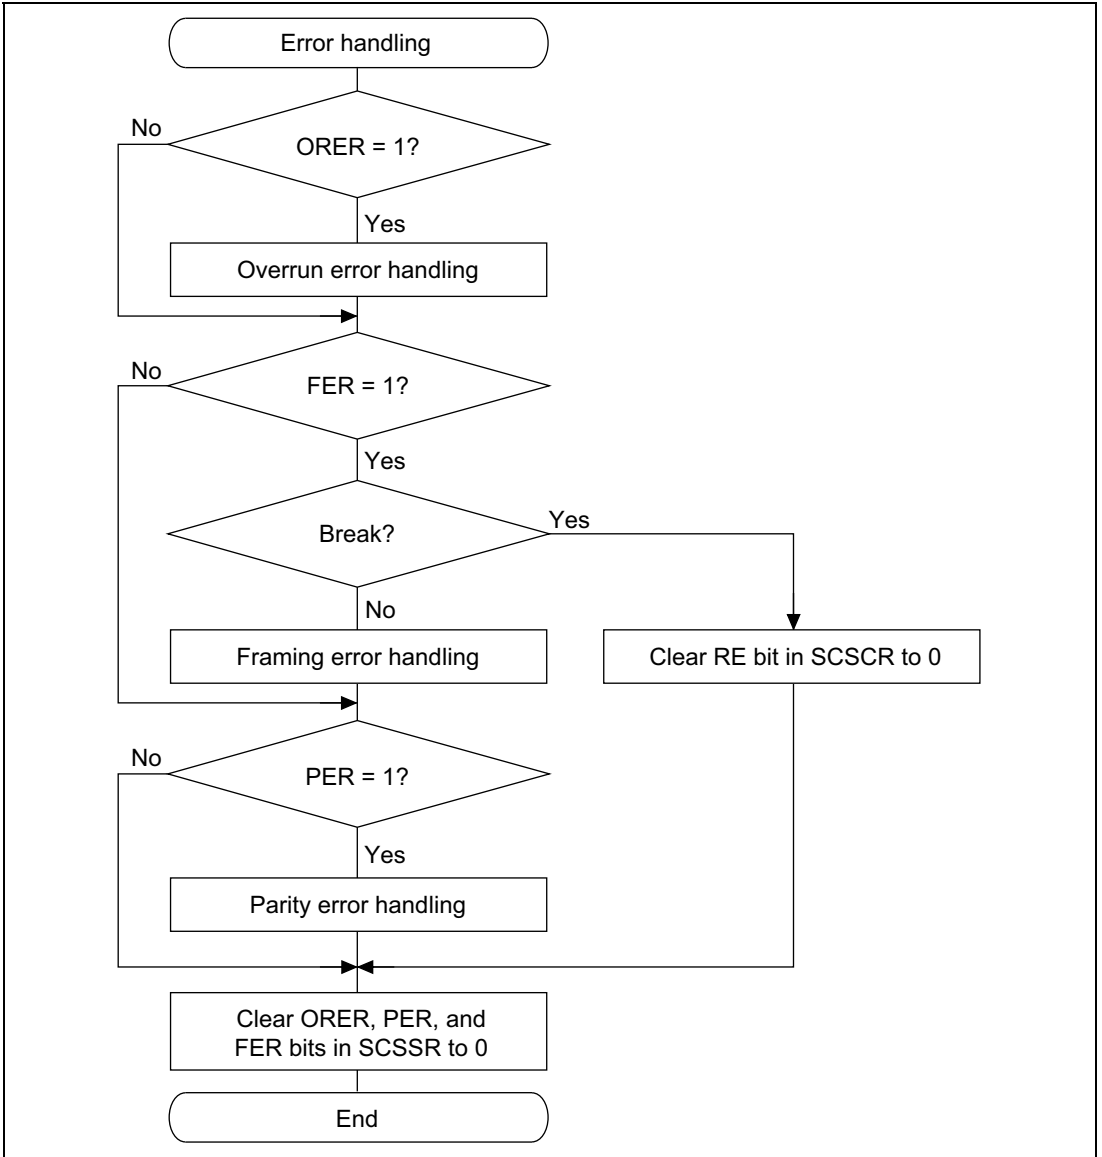 Error handling
No
ORER = 1?
Yes
Overrun error handling
No
FER = 1?
Yes
Break?
Yes
No
Framing error handling
Clear RE bit in SCSCR to 0
No
PER = 1?
Yes
Parity error handling
Clear ORER, PER, and
FER bits in SCSSR to 0
End